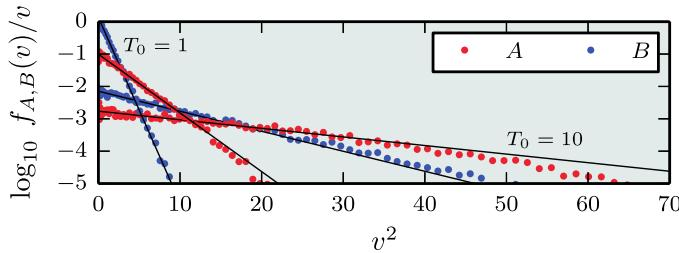 log₁₀ f_{A,B}(v)/v
0
−1
−2
−3
−4
−5
T₀ = 1
A B
T₀ = 10
0 10 20 30 40 50 60 70
v²